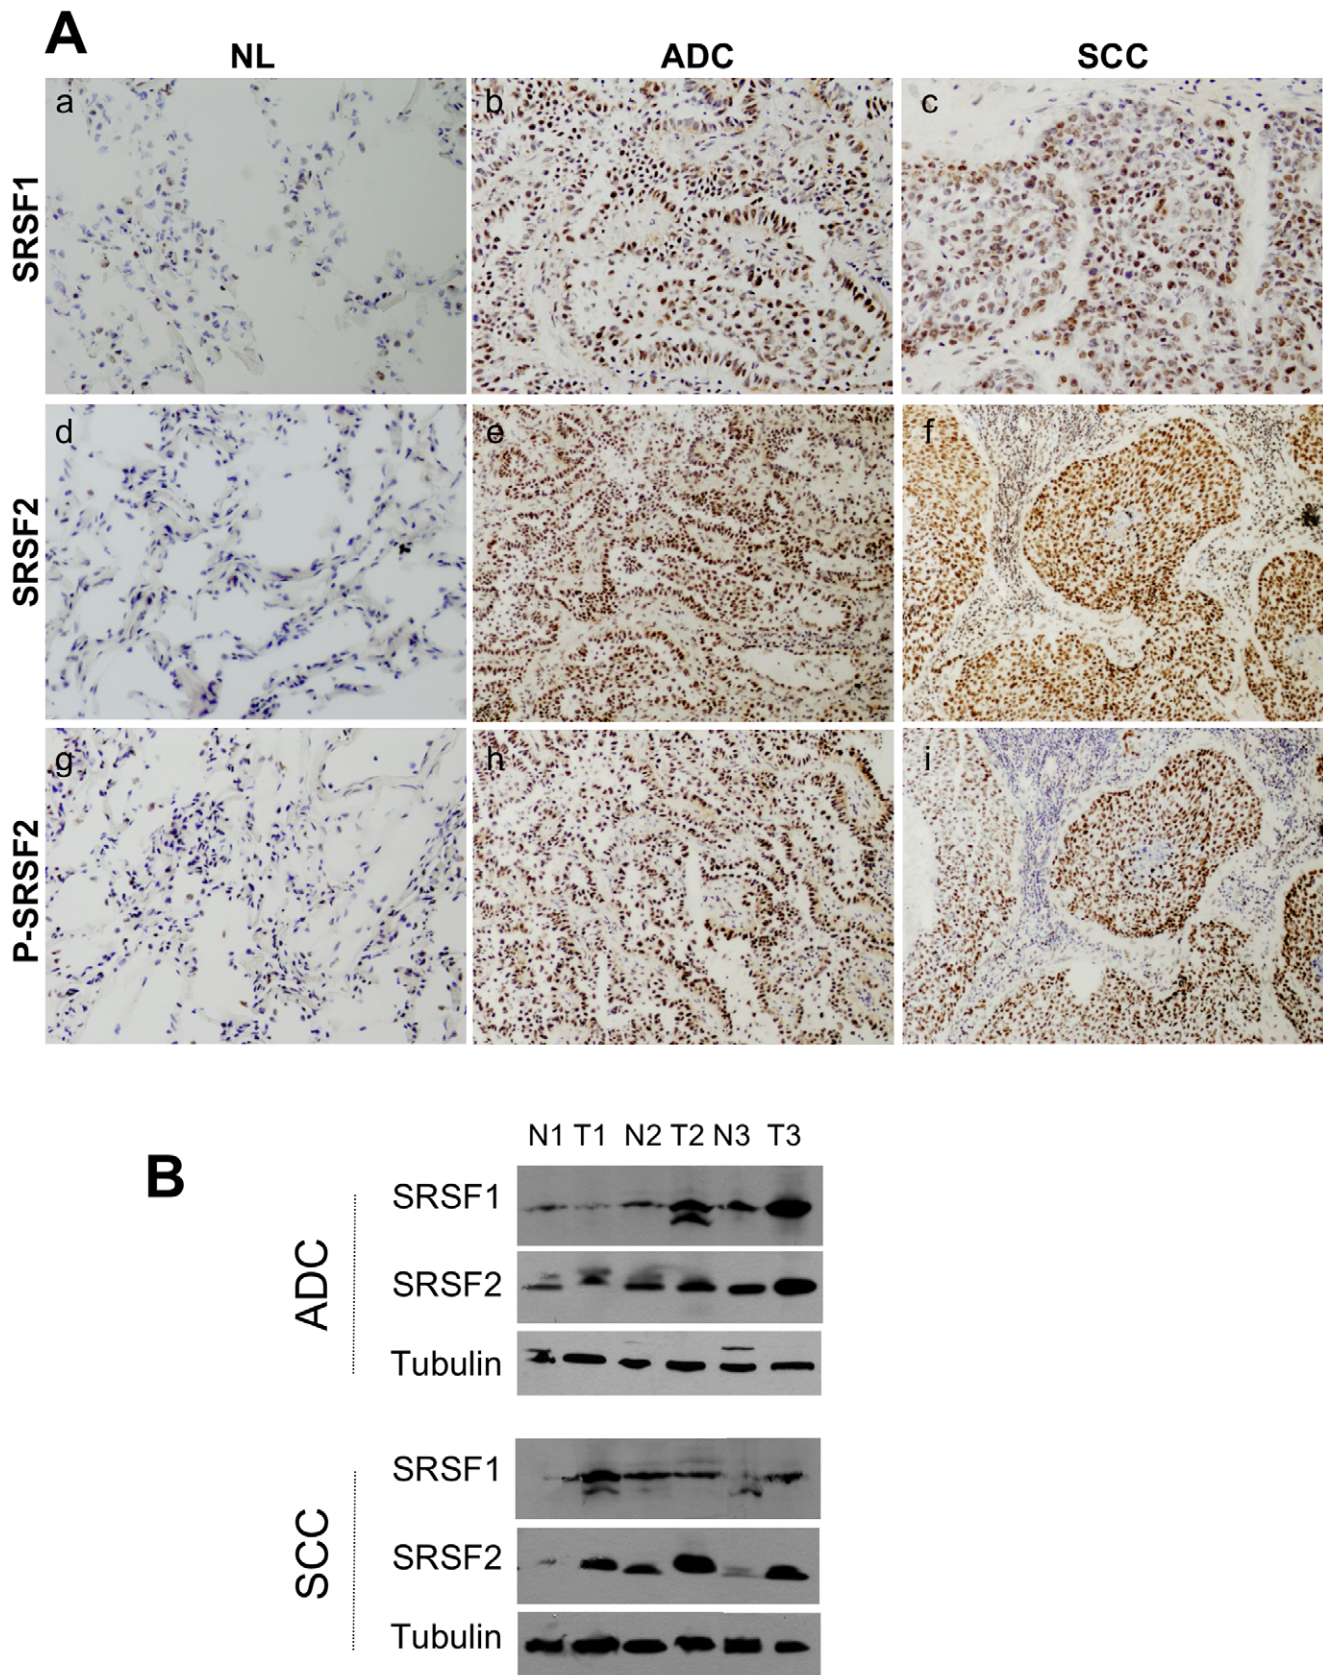 A
NL ADC SCC
SRSF1
a b c
SRSF2
d e f
P-SRSF2
g h i
B
N1 T1 N2 T2 N3 T3
ADC
SRSF1
SRSF2
Tubulin
SCC
SRSF1
SRSF2
Tubulin